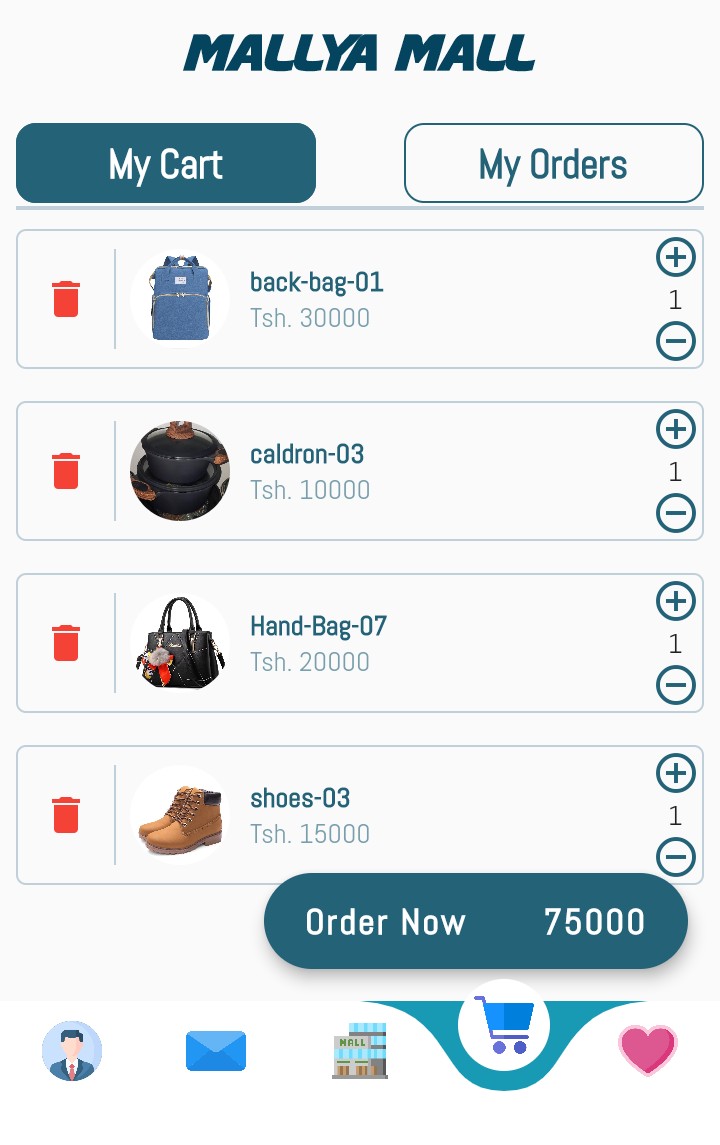 MALLYA MALL
My Cart
My Orders
back-bag-01
Tsh. 30000
1
caldron-03
Tsh. 10000
1
Hand-Bag-07
Tsh. 20000
1
shoes-03
Tsh. 15000
1
Order Now 75000
MALL